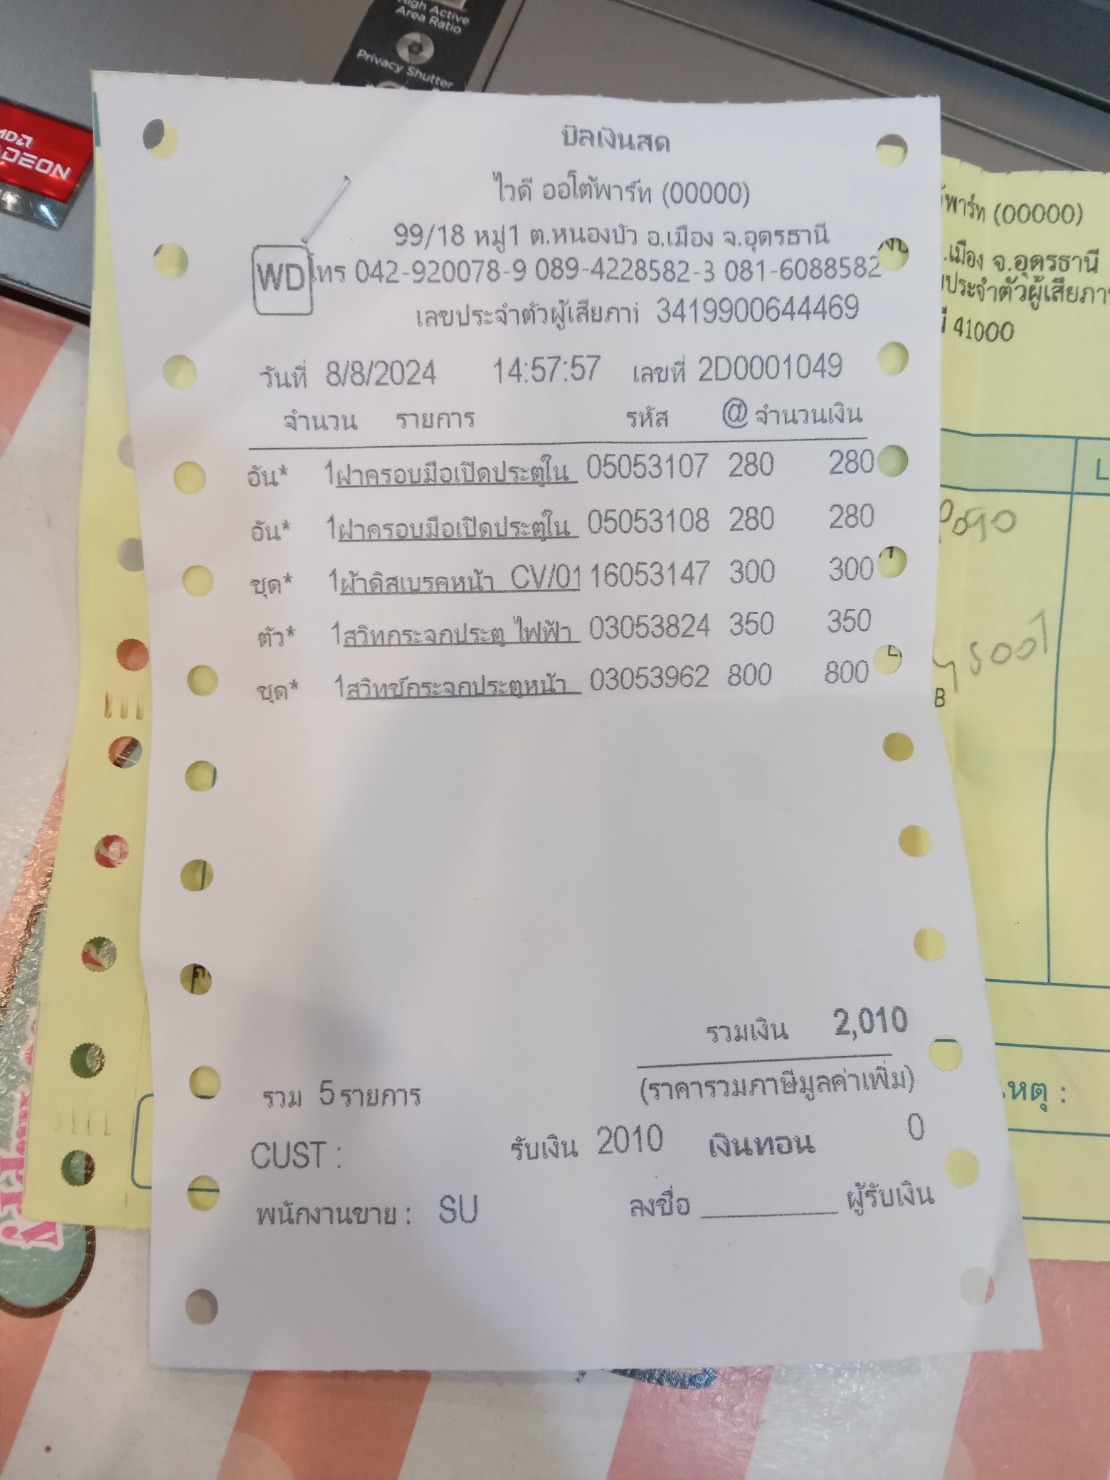 High Active
Area Ratio
Privacy Shutter
บิลเงินสด
ไวดี ออโต้พาร์ท (00000)
99/18 หมู่1 ต.หนองบัว อ.เมือง จ.อุดรธานี
WD โทร 042-920078-9 089-4228582-3 081-6088582
เลขประจำตัวผู้เสียภาษี 3419900644469
วันที่ 8/8/2024 14:57:57 เลขที่ 2D0001049
จำนวน รายการ รหัส @ จำนวนเงิน
อัน* 1 ฝาครอบมือเปิดประตูใน 05053107 280 280
อัน* 1 ฝาครอบมือเปิดประตูใน 05053108 280 280
ชุด* 1 ผ้าดิสเบรคหน้า CV/01 16053147 300 300
ตัว* 1 สวิทกระจกประตู ไฟฟ้า 03053824 350 350
ชุด* 1 สวิทช์กระจกประตูหน้า 03053962 800 800
รวมเงิน 2,010
(ราคารวมภาษีมูลค่าเพิ่ม)
รวม 5 รายการ
CUST : รับเงิน 2010 เงินทอน 0
พนักงานขาย : SU ลงชื่อ __________ ผู้รับเงิน
พาร์ท (00000)
.เมือง จ.อุดรธานี
ประจำตัวผู้เสียภา
41000
B
เหตุ :